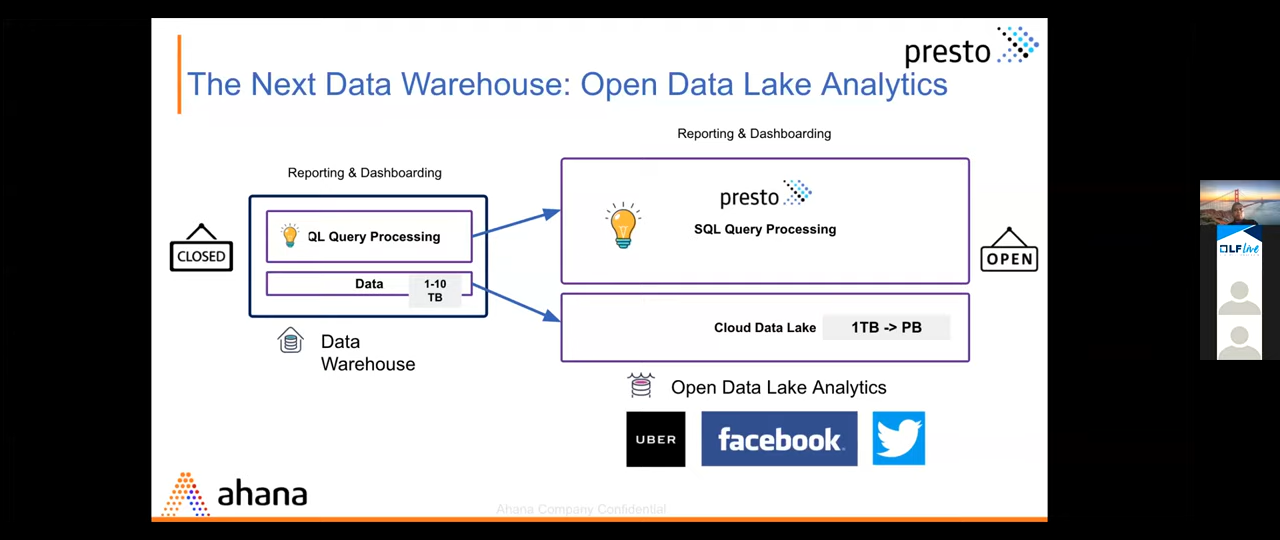 presto
The Next Data Warehouse: Open Data Lake Analytics
Reporting & Dashboarding
Reporting & Dashboarding
CLOSED
QL Query Processing
Data
1-10
TB
Data
Warehouse
presto
SQL Query Processing
OPEN
Cloud Data Lake
1TB -> PB
Open Data Lake Analytics
UBER
facebook
ahana
Ahana Company Confidential
LF live